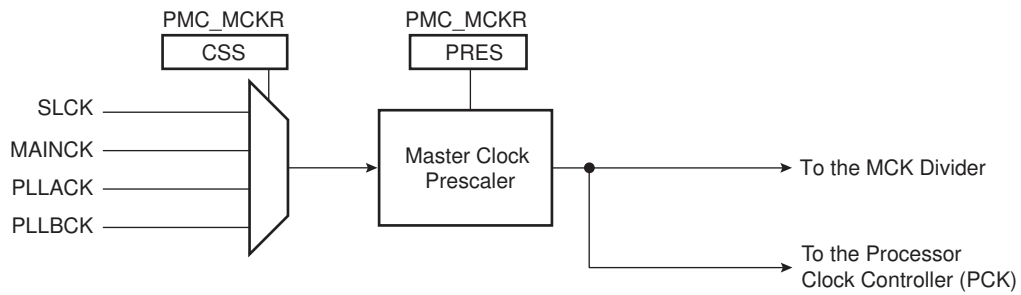 PMC_MCKR
CSS
PMC_MCKR
PRES
SLCK
MAINCK
PLLACK
PLLBCK
Master Clock
Prescaler
To the MCK Divider
To the Processor
Clock Controller (PCK)